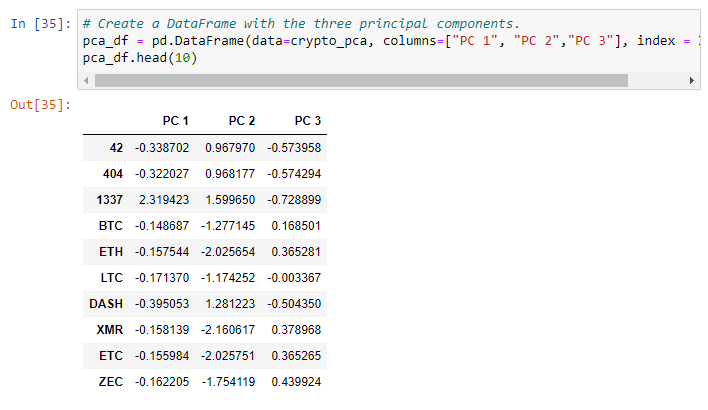 In [35]:
# Create a DataFrame with the three principal components.
pca_df = pd.DataFrame(data=crypto_pca, columns=["PC 1", "PC 2","PC 3"], index =
pca_df.head(10)
Out[35]:
PC 1 PC 2 PC 3
42 -0.338702 0.967970 -0.573958
404 -0.322027 0.968177 -0.574294
1337 2.319423 1.599650 -0.728899
BTC -0.148687 -1.277145 0.168501
ETH -0.157544 -2.025654 0.365281
LTC -0.171370 -1.174252 -0.003367
DASH -0.395053 1.281223 -0.504350
XMR -0.158139 -2.160617 0.378968
ETC -0.155984 -2.025751 0.365265
ZEC -0.162205 -1.754119 0.439924